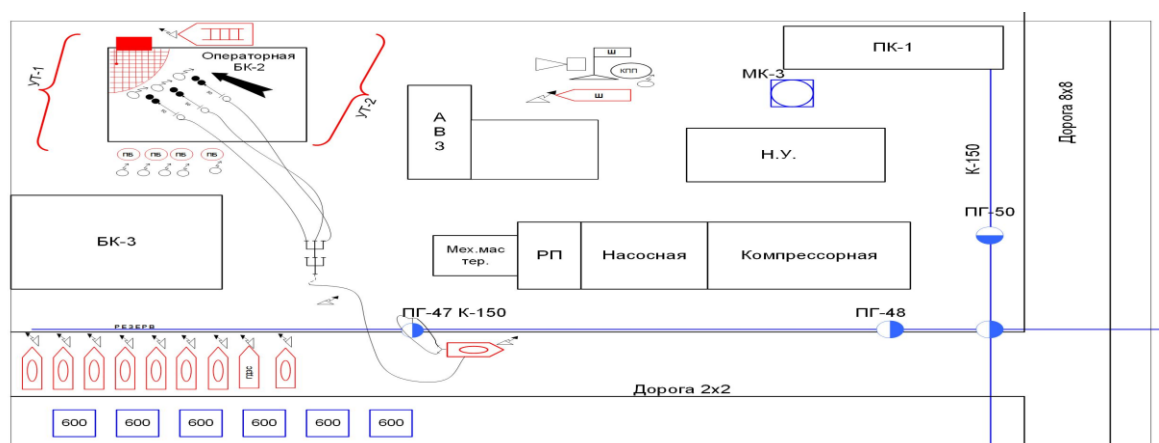 УТ-1
Операторная
БК-2
УТ-2
ПБ ПБ ПБ ПБ
Ш
КПП
Ш
ПК-1
МК-3
А
В
З
Н.У.
К-150
Дорога 8х8
ПГ-50
БК-3
Мех.мас
тер.
РП
Насосная
Компрессорная
ПГ-47 К-150
ПГ-48
РЕЗЕРВ
ГДЗС
Дорога 2х2
600 600 600 600 600 600